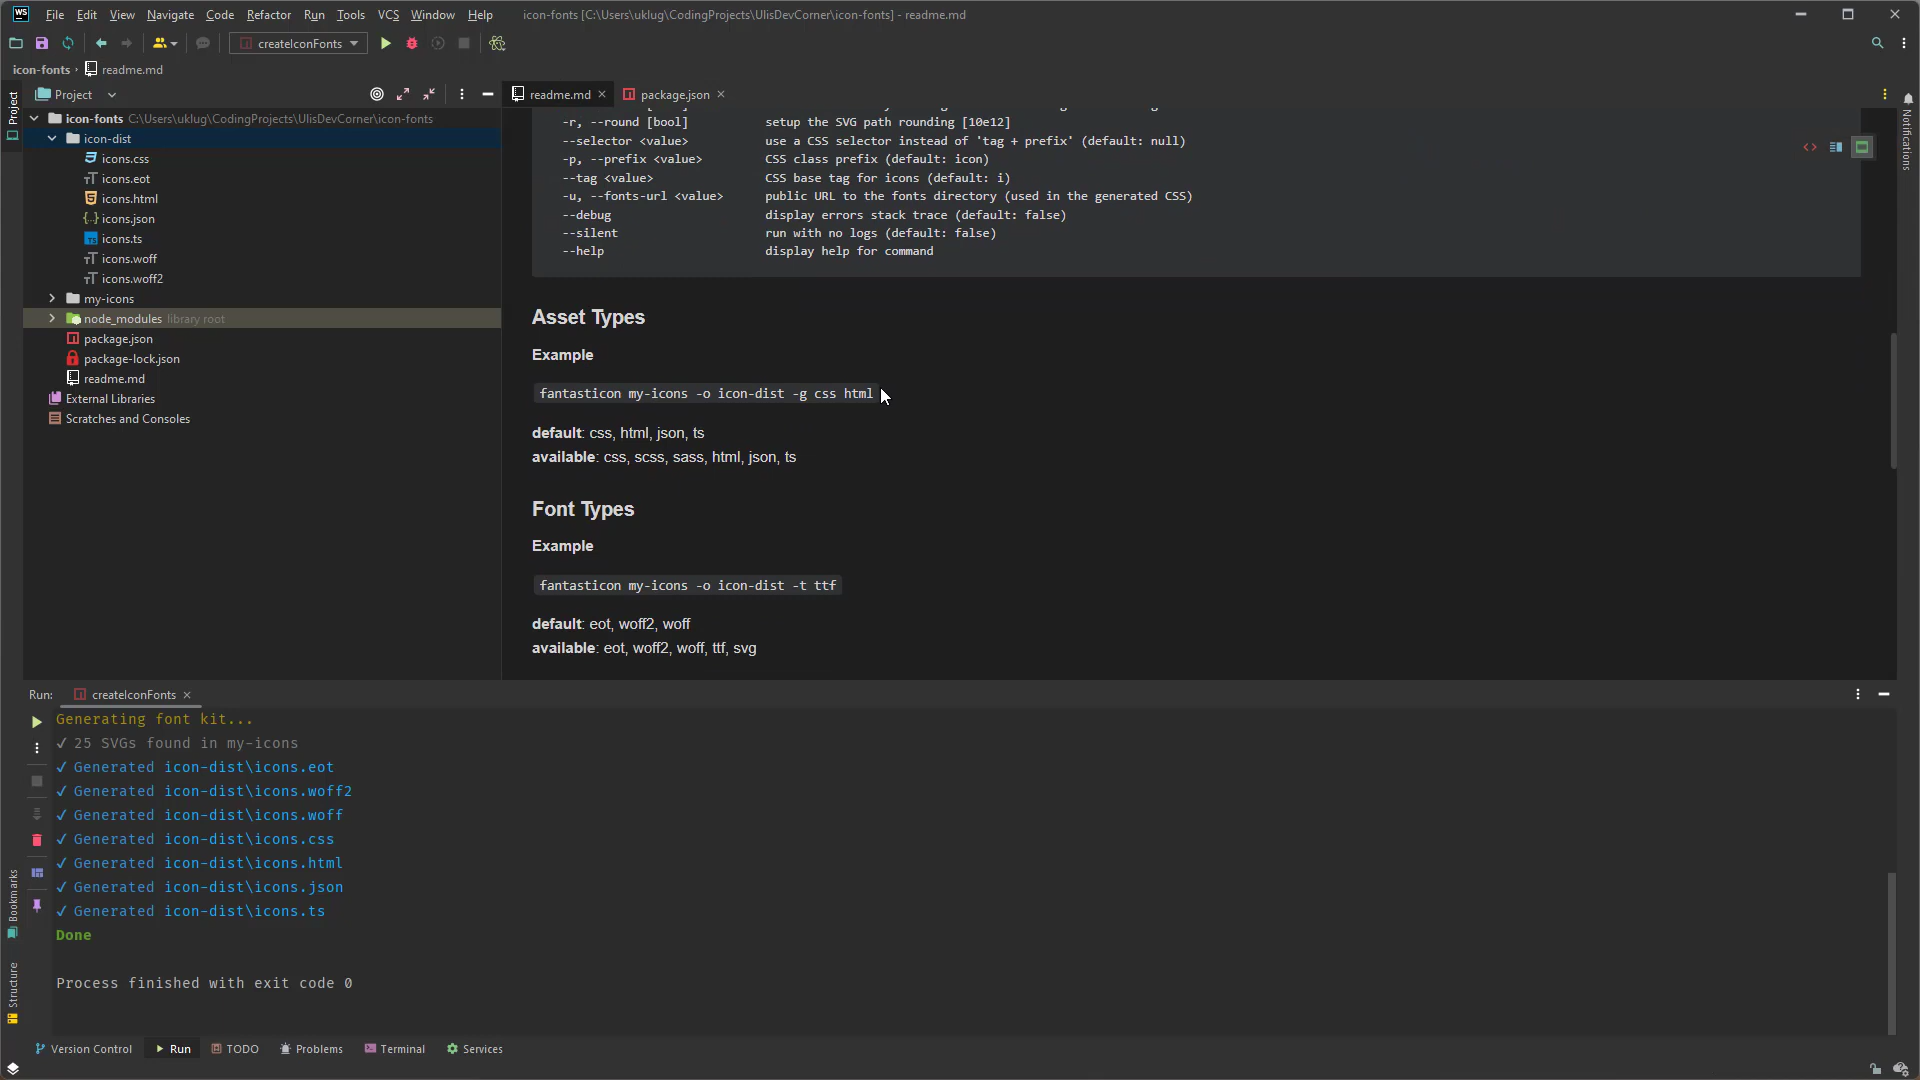 WS File Edit View Navigate Code Refactor Run Tools VCS Window Help icon-fonts [C:\Users\uklug\CodingProjects\UlisDevCorner\icon-fonts] - readme.md
createIconFonts
icon-fonts readme.md
Project
Project
readme.md package.json
icon-fonts C:\Users\uklug\CodingProjects\UlisDevCorner\icon-fonts
icon-dist
icons.css
icons.eot
icons.html
icons.json
icons.ts
icons.woff
icons.woff2
my-icons
node_modules library root
package.json
package-lock.json
readme.md
External Libraries
Scratches and Consoles
-r, --round [bool] setup the SVG path rounding [10e12]
--selector <value> use a CSS selector instead of 'tag + prefix' (default: null)
-p, --prefix <value> CSS class prefix (default: icon)
--tag <value> CSS base tag for icons (default: i)
-u, --fonts-url <value> public URL to the fonts directory (used in the generated CSS)
--debug display errors stack trace (default: false)
--silent run with no logs (default: false)
--help display help for command
Asset Types
Example
fantasticon my-icons -o icon-dist -g css html
default: css, html, json, ts
available: css, scss, sass, html, json, ts
Font Types
Example
fantasticon my-icons -o icon-dist -t ttf
default: eot, woff2, woff
available: eot, woff2, woff, ttf, svg
Notifications
Run: createIconFonts
Generating font kit...
✓ 25 SVGs found in my-icons
✓ Generated icon-dist\icons.eot
✓ Generated icon-dist\icons.woff2
✓ Generated icon-dist\icons.woff
✓ Generated icon-dist\icons.css
✓ Generated icon-dist\icons.html
✓ Generated icon-dist\icons.json
✓ Generated icon-dist\icons.ts
Done
Process finished with exit code 0
Bookmarks
Structure
Version Control Run TODO Problems Terminal Services